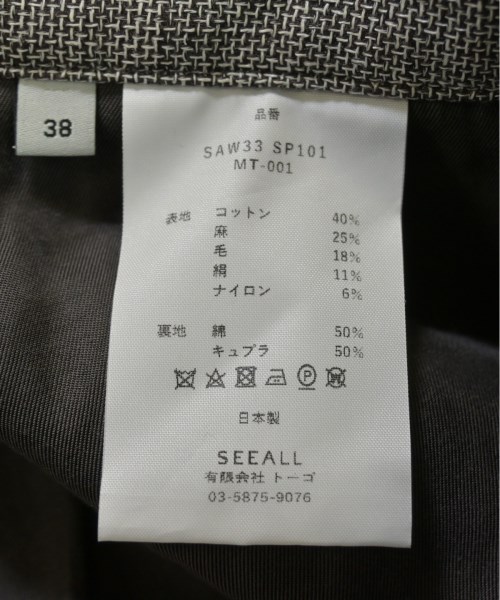 38
品番
SAW33 SP101
MT-001
表地 コットン 40%
麻 25%
毛 18%
絹 11%
ナイロン 6%
裏地 綿 50%
キュプラ 50%
P W
日本製
SEEALL
有限会社 トーゴ
03-5875-9076